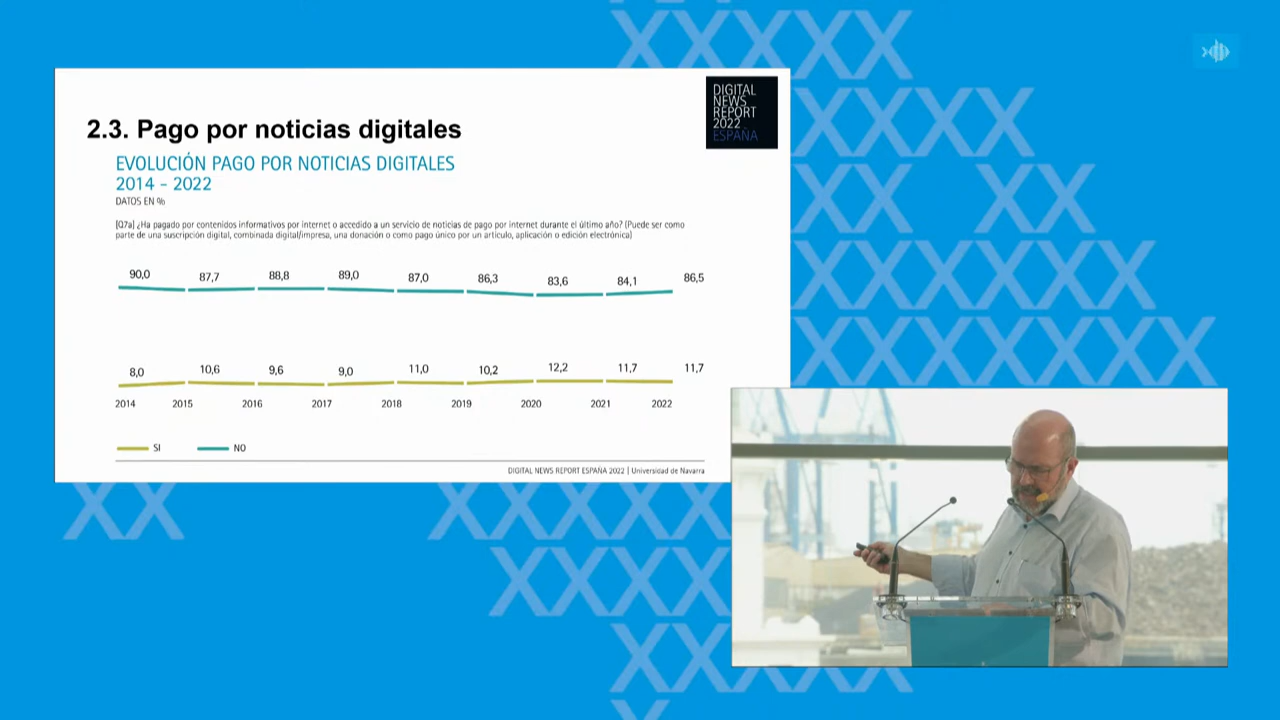 2.3. Pago por noticias digitales
DIGITAL
NEWS
REPORT
2022
ESPAÑA
EVOLUCIÓN PAGO POR NOTICIAS DIGITALES
2014 - 2022
DATOS EN %
[Q7a] ¿Ha pagado por contenidos informativos por internet o accedido a un servicio de noticias de pago por internet durante el último año? (Puede ser como
parte de una suscripción digital, combinada digital/impresa, una donación o como pago único por un artículo, aplicación o edición electrónica)
90,0 87,7 88,8 89,0 87,0 86,3 83,6 84,1 86,5
8,0 10,6 9,6 9,0 11,0 10,2 12,2 11,7 11,7
2014 2015 2016 2017 2018 2019 2020 2021 2022
SI NO
DIGITAL NEWS REPORT ESPAÑA 2022 | Universidad de Navarra